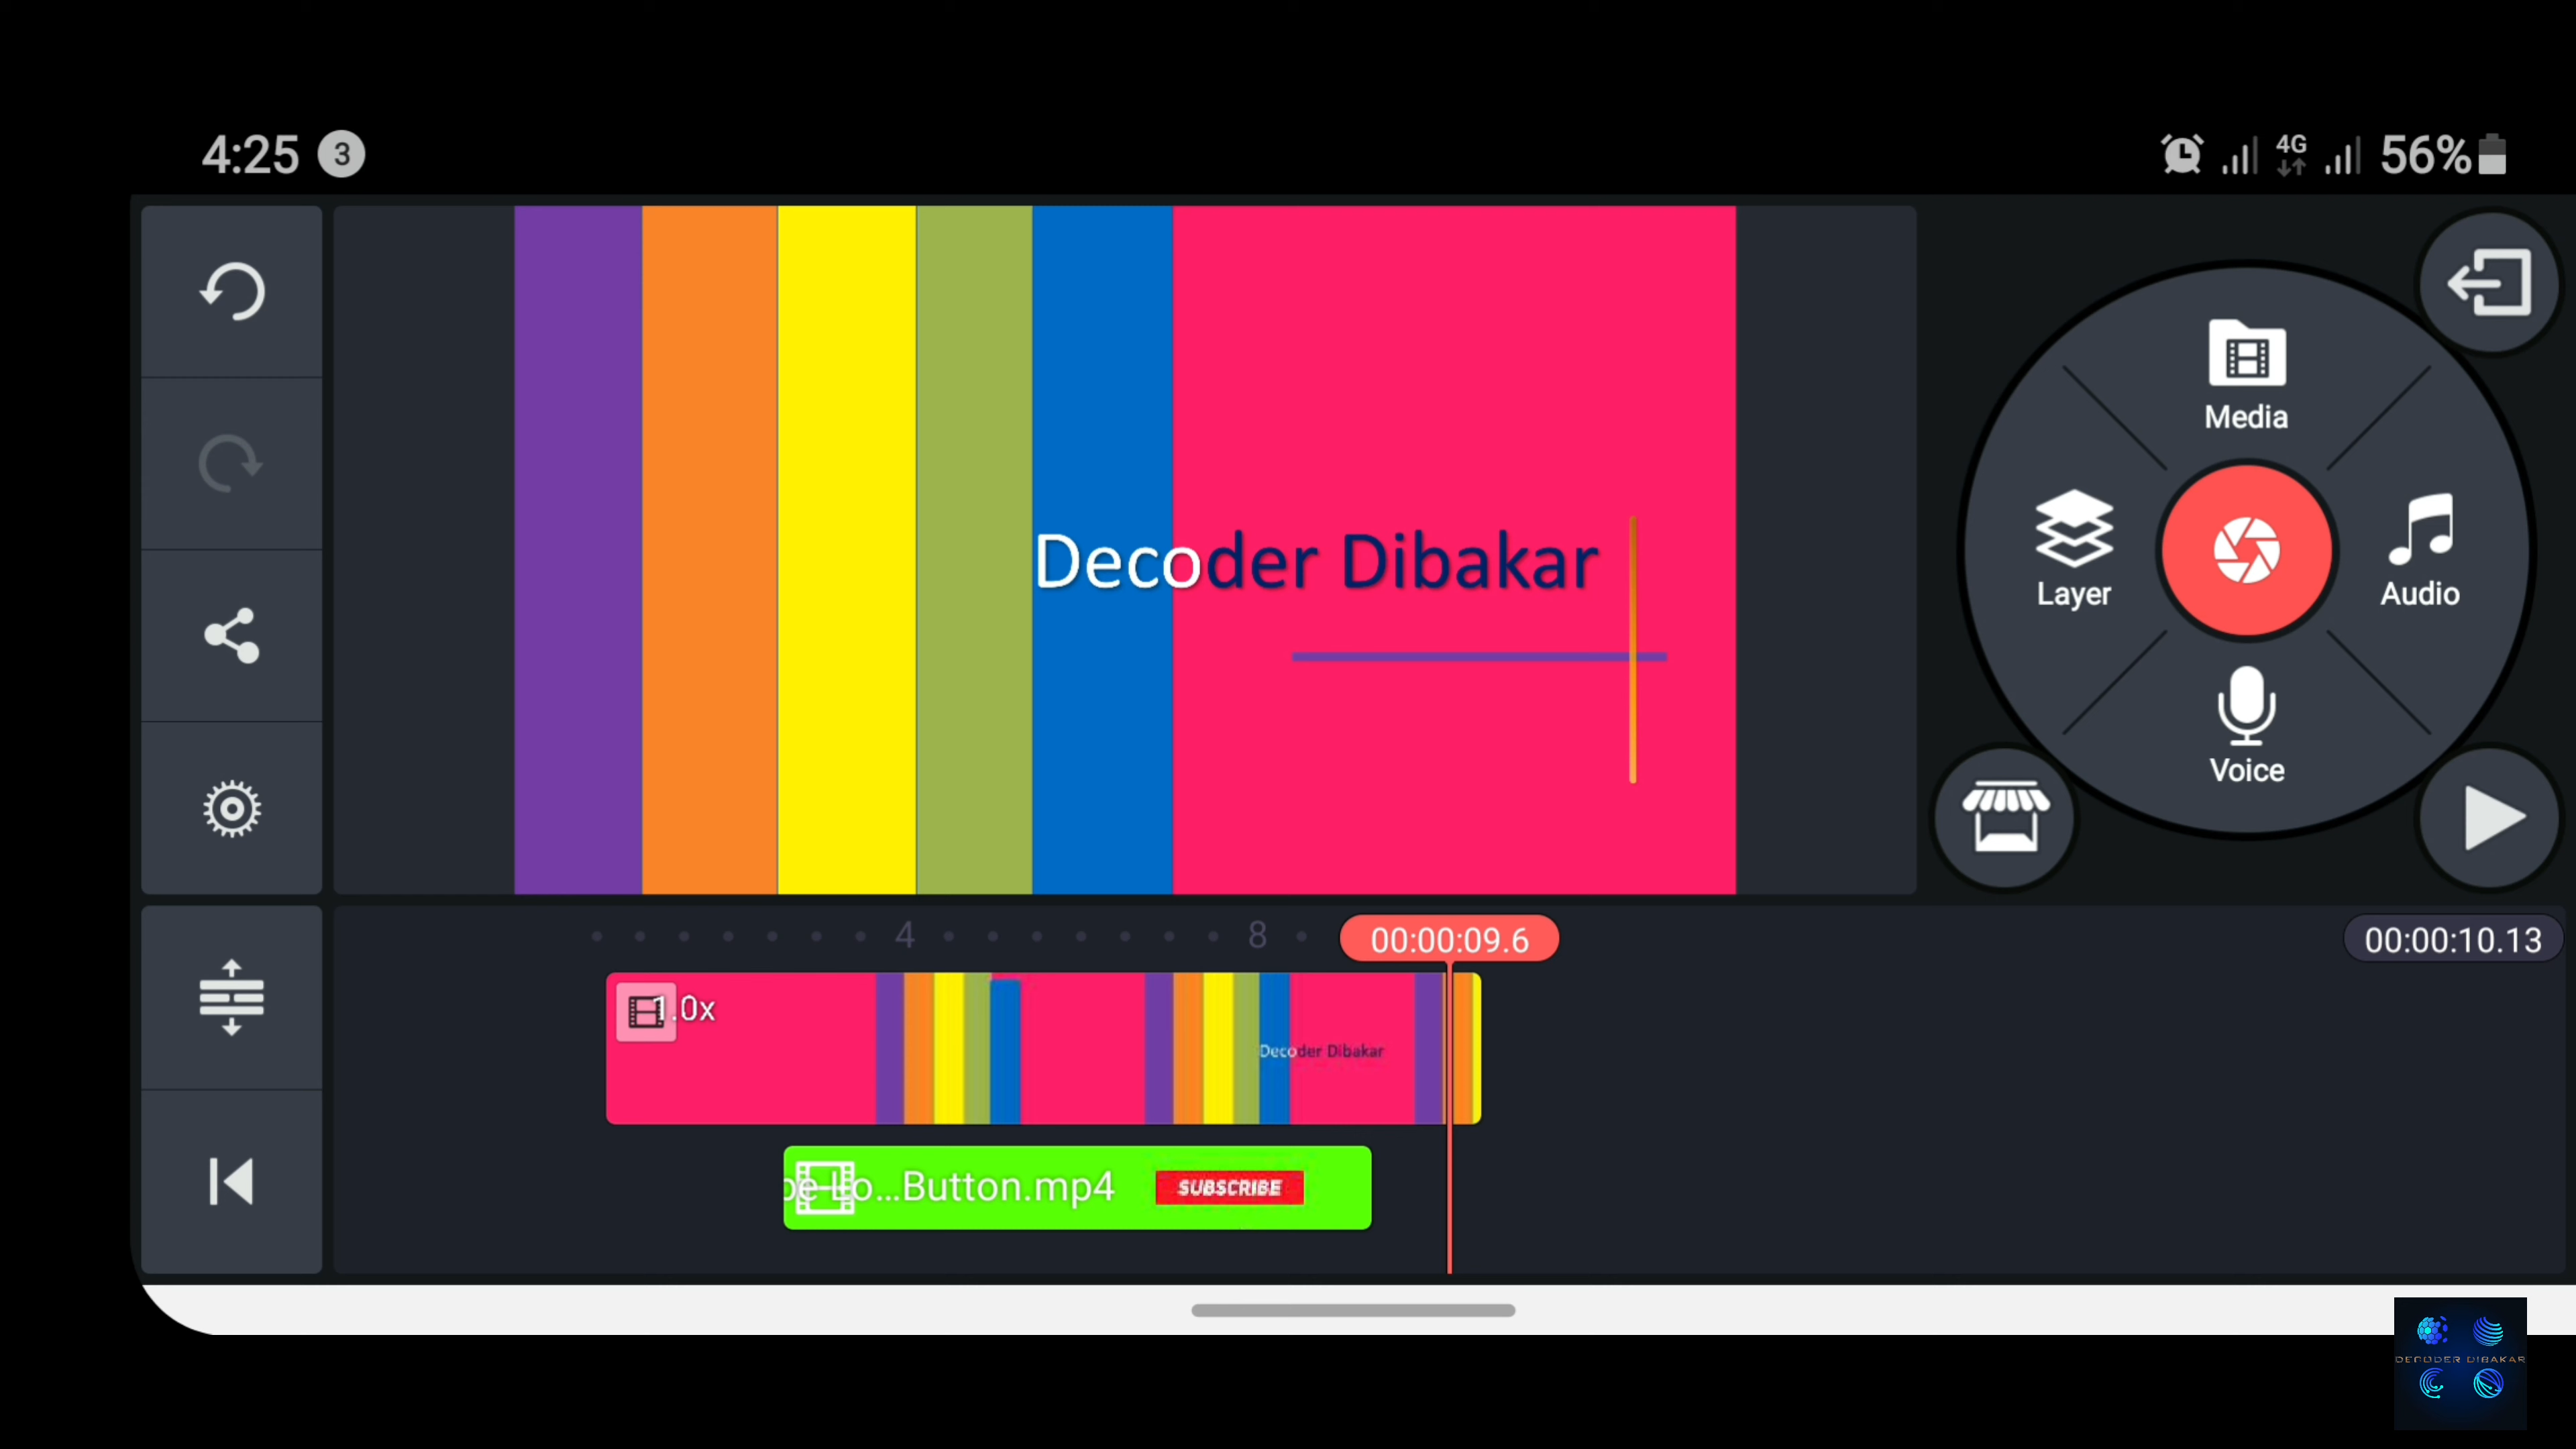 4:25 3
4G 56%
Media
Layer
Audio
Voice
Decoder Dibakar
4 8 00:00:09.6 00:00:10.13
1.0x
Decoder Dibakar
Lo...Button.mp4 SUBSCRIBE
DECODER DIBAKAR